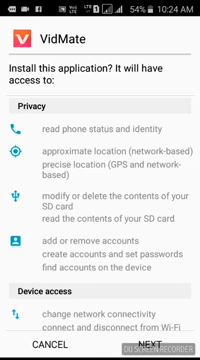 54% 10:24 AM
VidMate
Install this application? It will have
access to:
Privacy
read phone status and identity
approximate location (network-based)
precise location (GPS and network-
based)
modify or delete the contents of your
SD card
read the contents of your SD card
add or remove accounts
create accounts and set passwords
find accounts on the device
Device access
change network connectivity
connect and disconnect from Wi-Fi
CANCEL
NEXT
DU SCREEN RECORDER